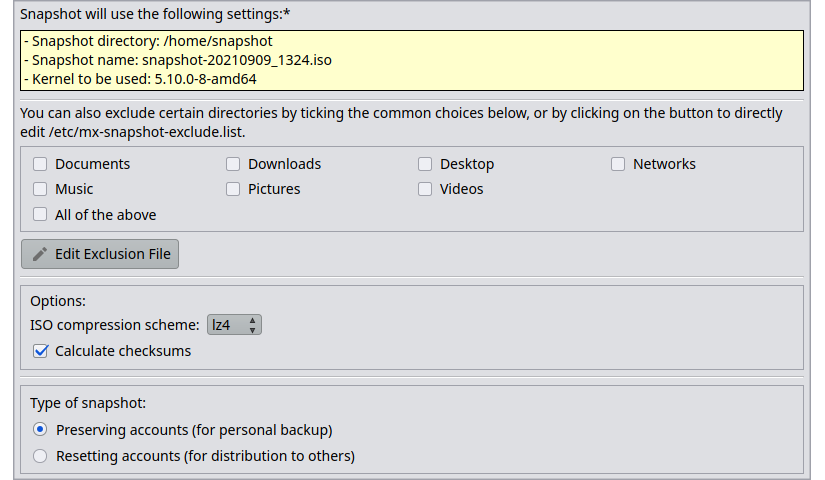 Snapshot will use the following settings:*
- Snapshot directory: /home/snapshot
- Snapshot name: snapshot-20210909_1324.iso
- Kernel to be used: 5.10.0-8-amd64
You can also exclude certain directories by ticking the common choices below, or by clicking on the button to directly
edit /etc/mx-snapshot-exclude.list.
Documents Downloads Desktop Networks
Music Pictures Videos
All of the above
Edit Exclusion File
Options:
ISO compression scheme: lz4
Calculate checksums
Type of snapshot:
Preserving accounts (for personal backup)
Resetting accounts (for distribution to others)